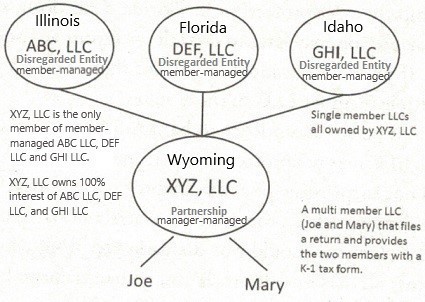 Illinois
ABC, LLC
Disregarded Entity
member-managed
Florida
DEF, LLC
Disregarded Entity
member-managed
Idaho
GHI, LLC
Disregarded Entity
member-managed
XYZ, LLC is the only
member of member-
managed ABC LLC, DEF
LLC and GHI LLC.
XYZ, LLC owns 100%
interest of ABC LLC, DEF
LLC, and GHI LLC
Single member LLCs
all owned by XYZ, LLC
Wyoming
XYZ, LLC
Partnership
manager-managed
A multi member LLC
(Joe and Mary) that files
a return and provides
the two members with a
K-1 tax form.
Joe
Mary